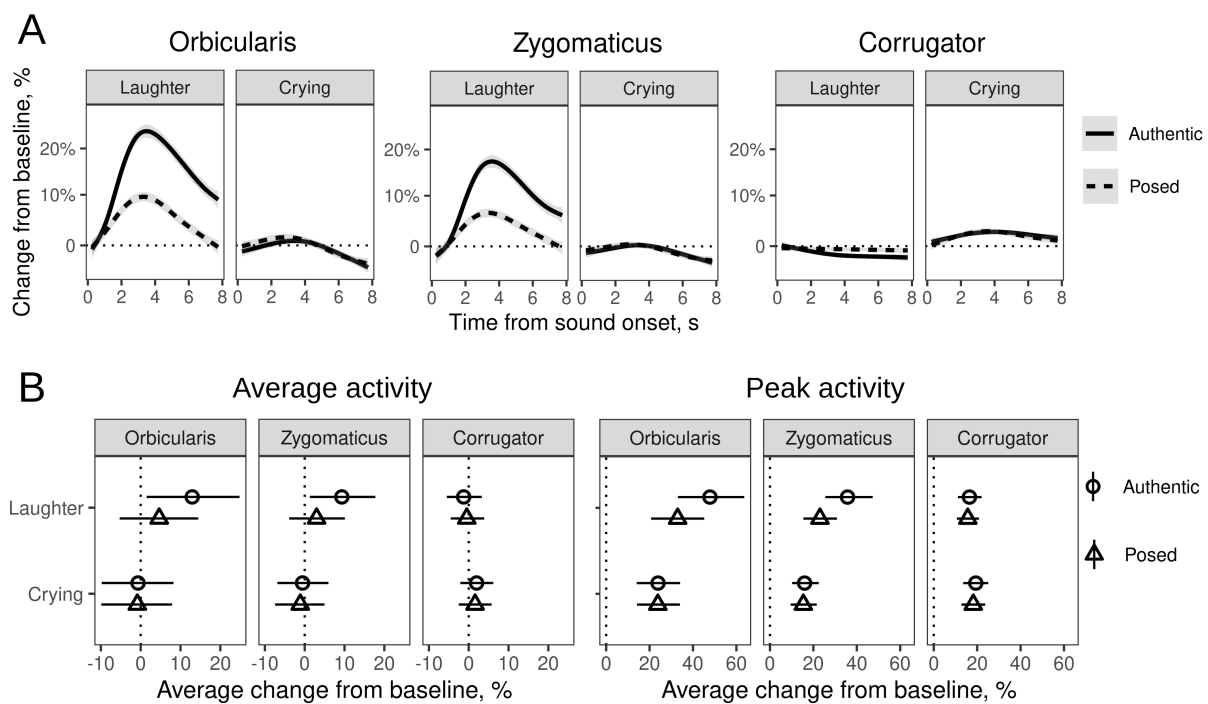 A
Orbicularis Zygomaticus Corrugator
Change from baseline, %
Laughter Crying Laughter Crying Laughter Crying
20% 20% 20%
10% 10% 10%
0 0 0
0 2 4 6 8 0 2 4 6 8 0 2 4 6 8 0 2 4 6 8 0 2 4 6 8 0 2 4 6 8
Time from sound onset, s
Authentic
Posed
B
Average activity Peak activity
Orbicularis Zygomaticus Corrugator Orbicularis Zygomaticus Corrugator
Laughter
Crying
-10 0 10 20 -10 0 10 20 -10 0 10 20 0 20 40 60 0 20 40 60 0 20 40 60
Average change from baseline, % Average change from baseline, %
Authentic
Posed